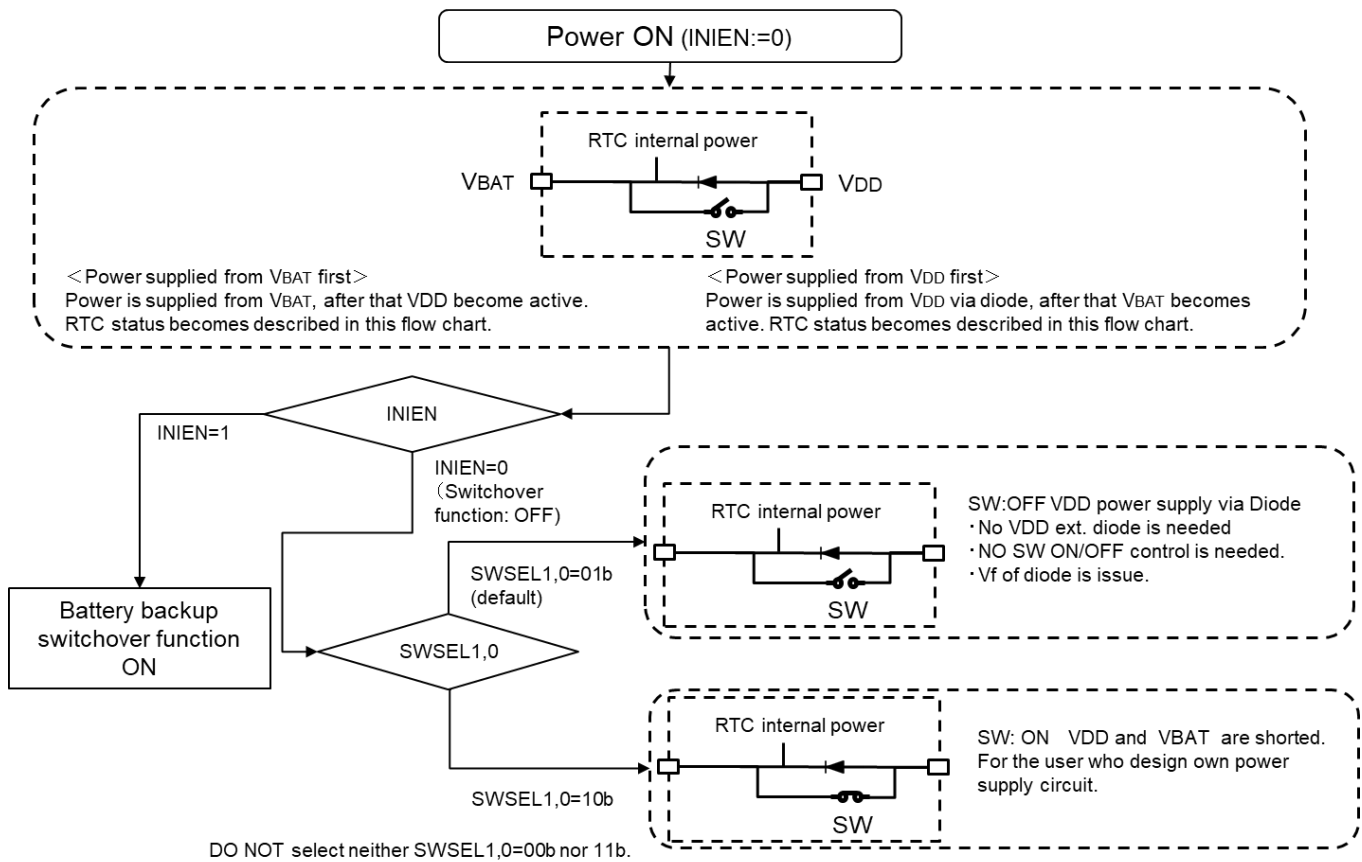 Power ON (INIEN:=0)
RTC internal power
VBAT
VDD
SW
<Power supplied from VBAT first>
Power is supplied from VBAT, after that VDD become active.
RTC status becomes described in this flow chart.
<Power supplied from VDD first>
Power is supplied from VDD via diode, after that VBAT becomes
active. RTC status becomes described in this flow chart.
INIEN
INIEN=1
INIEN=0
(Switchover
function: OFF)
Battery backup
switchover function
ON
SWSEL1,0
SWSEL1,0=01b
(default)
RTC internal power
SW
SW:OFF VDD power supply via Diode
・No VDD ext. diode is needed
・NO SW ON/OFF control is needed.
・Vf of diode is issue.
SWSEL1,0=10b
RTC internal power
SW
SW: ON VDD and VBAT are shorted.
For the user who design own power
supply circuit.
DO NOT select neither SWSEL1,0=00b nor 11b.